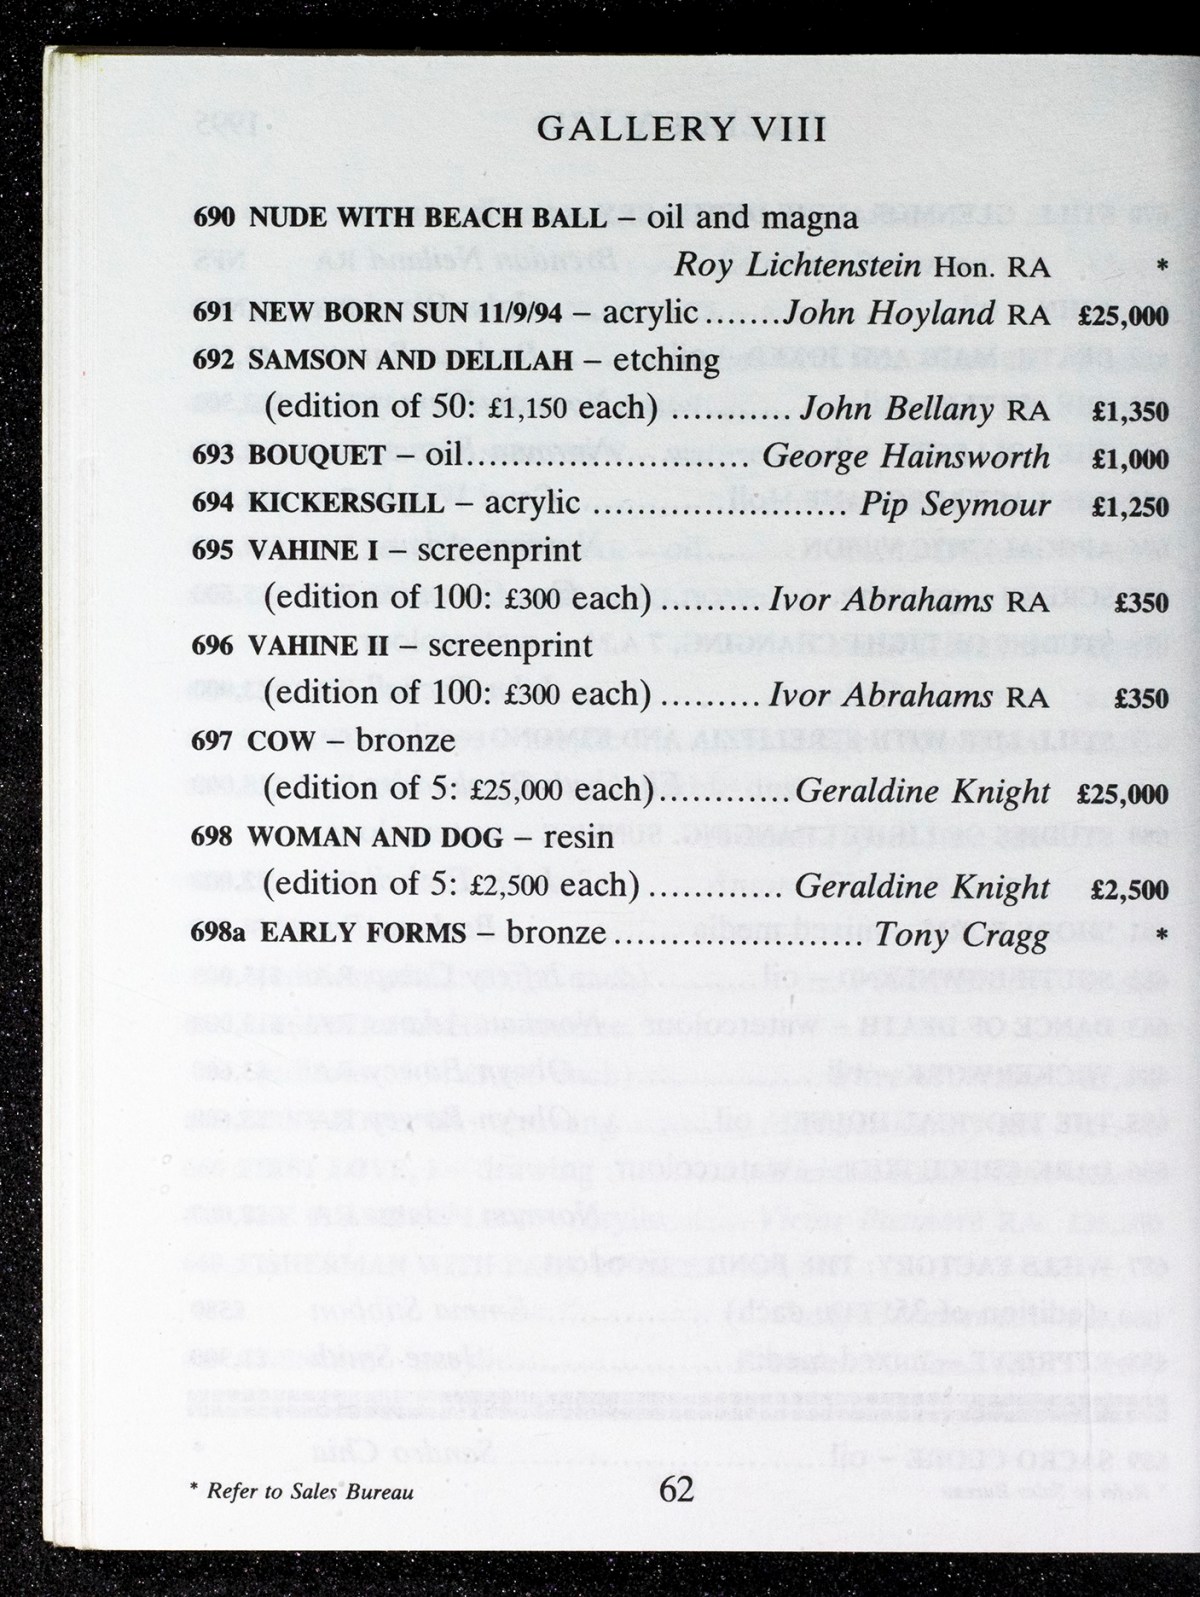 GALLERY VIII
690 NUDE WITH BEACH BALL – oil and magna
Roy Lichtenstein Hon. RA *
691 NEW BORN SUN 11/9/94 – acrylic.......John Hoyland RA £25,000
692 SAMSON AND DELILAH – etching
(edition of 50: £1,150 each)............ John Bellany RA £1,350
693 BOUQUET – oil......................... George Hainsworth £1,000
694 KICKERSGILL – acrylic ...................... Pip Seymour £1,250
695 VAHINE I – screenprint
(edition of 100: £300 each)......... Ivor Abrahams RA £350
696 VAHINE II – screenprint
(edition of 100: £300 each)......... Ivor Abrahams RA £350
697 COW – bronze
(edition of 5: £25,000 each)............Geraldine Knight £25,000
698 WOMAN AND DOG – resin
(edition of 5: £2,500 each)............ Geraldine Knight £2,500
698a EARLY FORMS – bronze...................... Tony Cragg *
* Refer to Sales Bureau 62